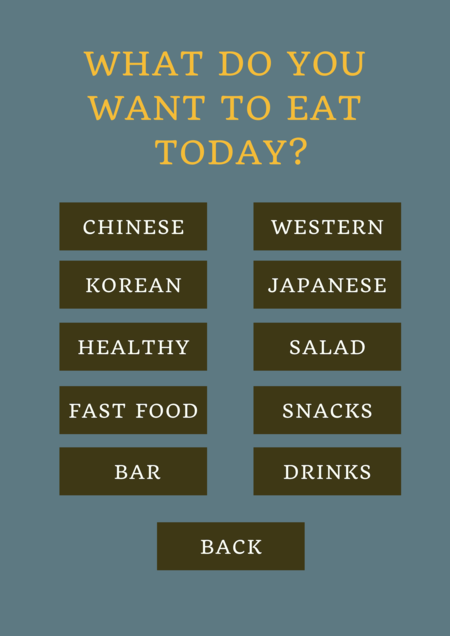 WHAT DO YOU
WANT TO EAT
TODAY?
CHINESE
WESTERN
KOREAN
JAPANESE
HEALTHY
SALAD
FAST FOOD
SNACKS
BAR
DRINKS
BACK